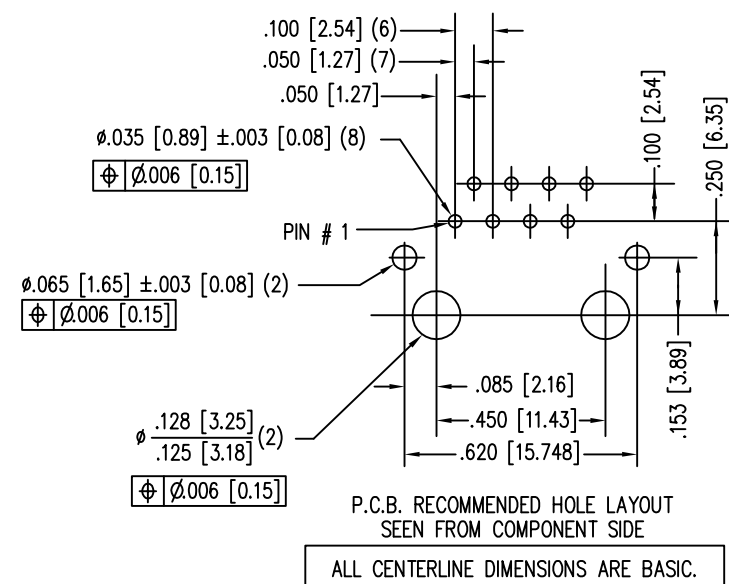 .100 [2.54] (6)
.050 [1.27] (7)
.050 [1.27]
ø.035 [0.89] ±.003 [0.08] (8)
⌖ Ø.006 [0.15]
.100 [2.54]
.250 [6.35]
PIN # 1
ø.065 [1.65] ±.003 [0.08] (2)
⌖ Ø.006 [0.15]
.153 [3.89]
.085 [2.16]
.450 [11.43]
.620 [15.748]
ø .128 [3.25] (2)
.125 [3.18]
⌖ Ø.006 [0.15]
P.C.B. RECOMMENDED HOLE LAYOUT
SEEN FROM COMPONENT SIDE
ALL CENTERLINE DIMENSIONS ARE BASIC.